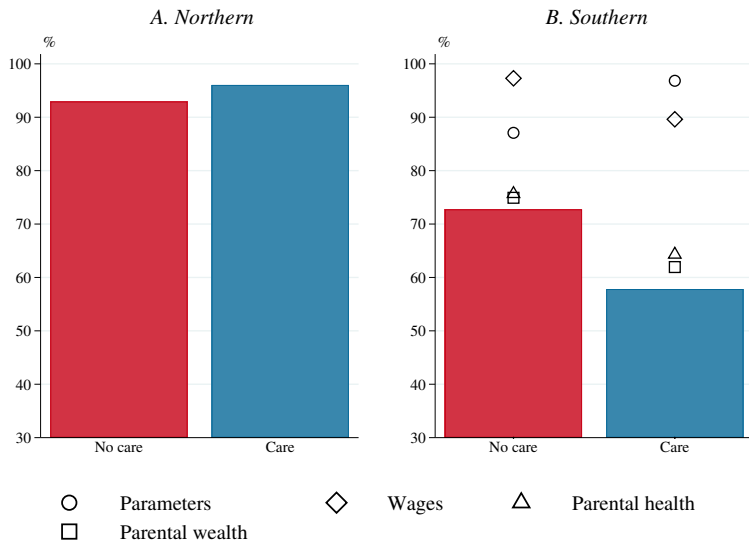 A. Northern
B. Southern
%
%
100
90
80
70
60
50
40
30
No care
Care
100
90
80
70
60
50
40
30
No care
Care
Parameters
Wages
Parental health
Parental wealth